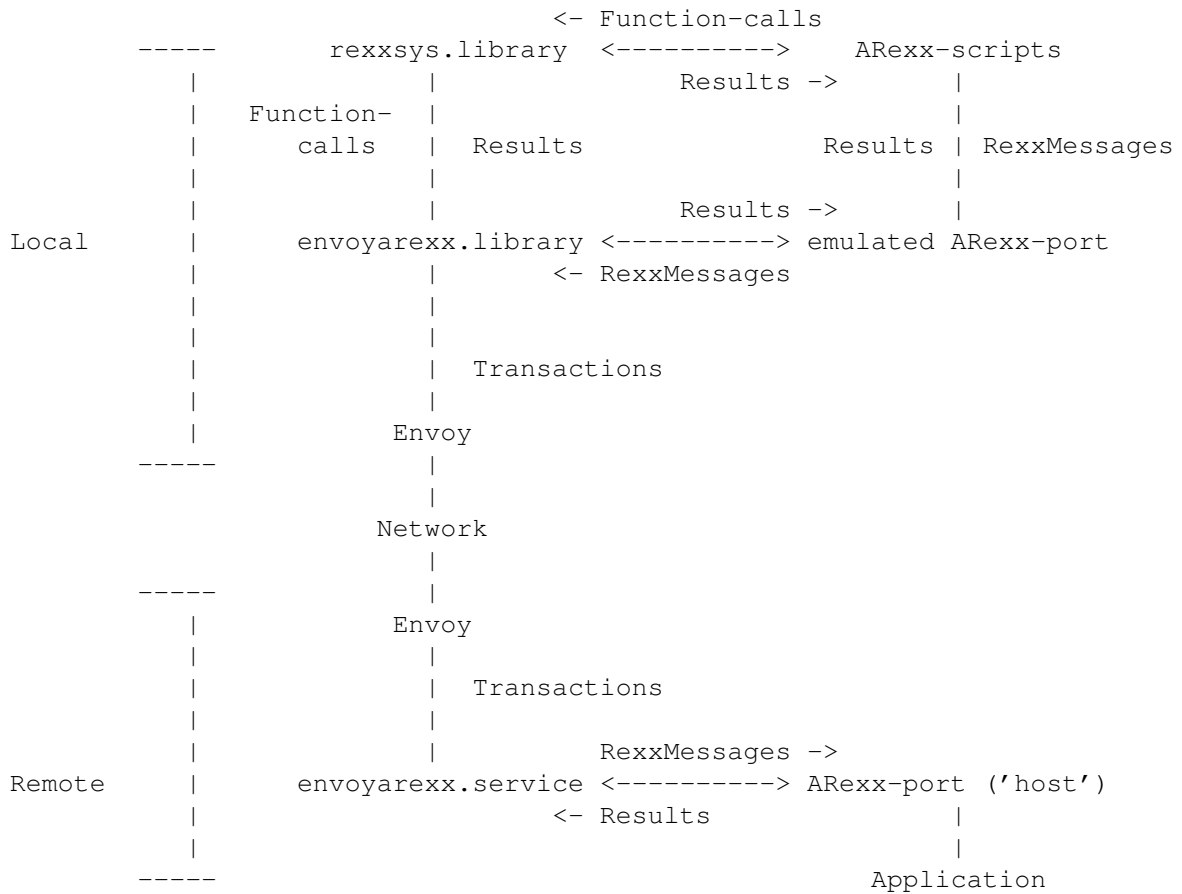 <- Function-calls
----- rexxsys.library <----------> ARexx-scripts
| | Results -> |
| Function- | |
| calls | Results Results | RexxMessages
| | |
| | Results -> |
Local | envoyarexx.library <----------> emulated ARexx-port
| | <- RexxMessages
| |
| |
| | Transactions
| |
| Envoy
----- |
|
Network
|
----- |
| Envoy
| |
| | Transactions
| |
| | RexxMessages ->
Remote | envoyarexx.service <----------> ARexx-port ('host')
| <- Results |
| |
----- Application